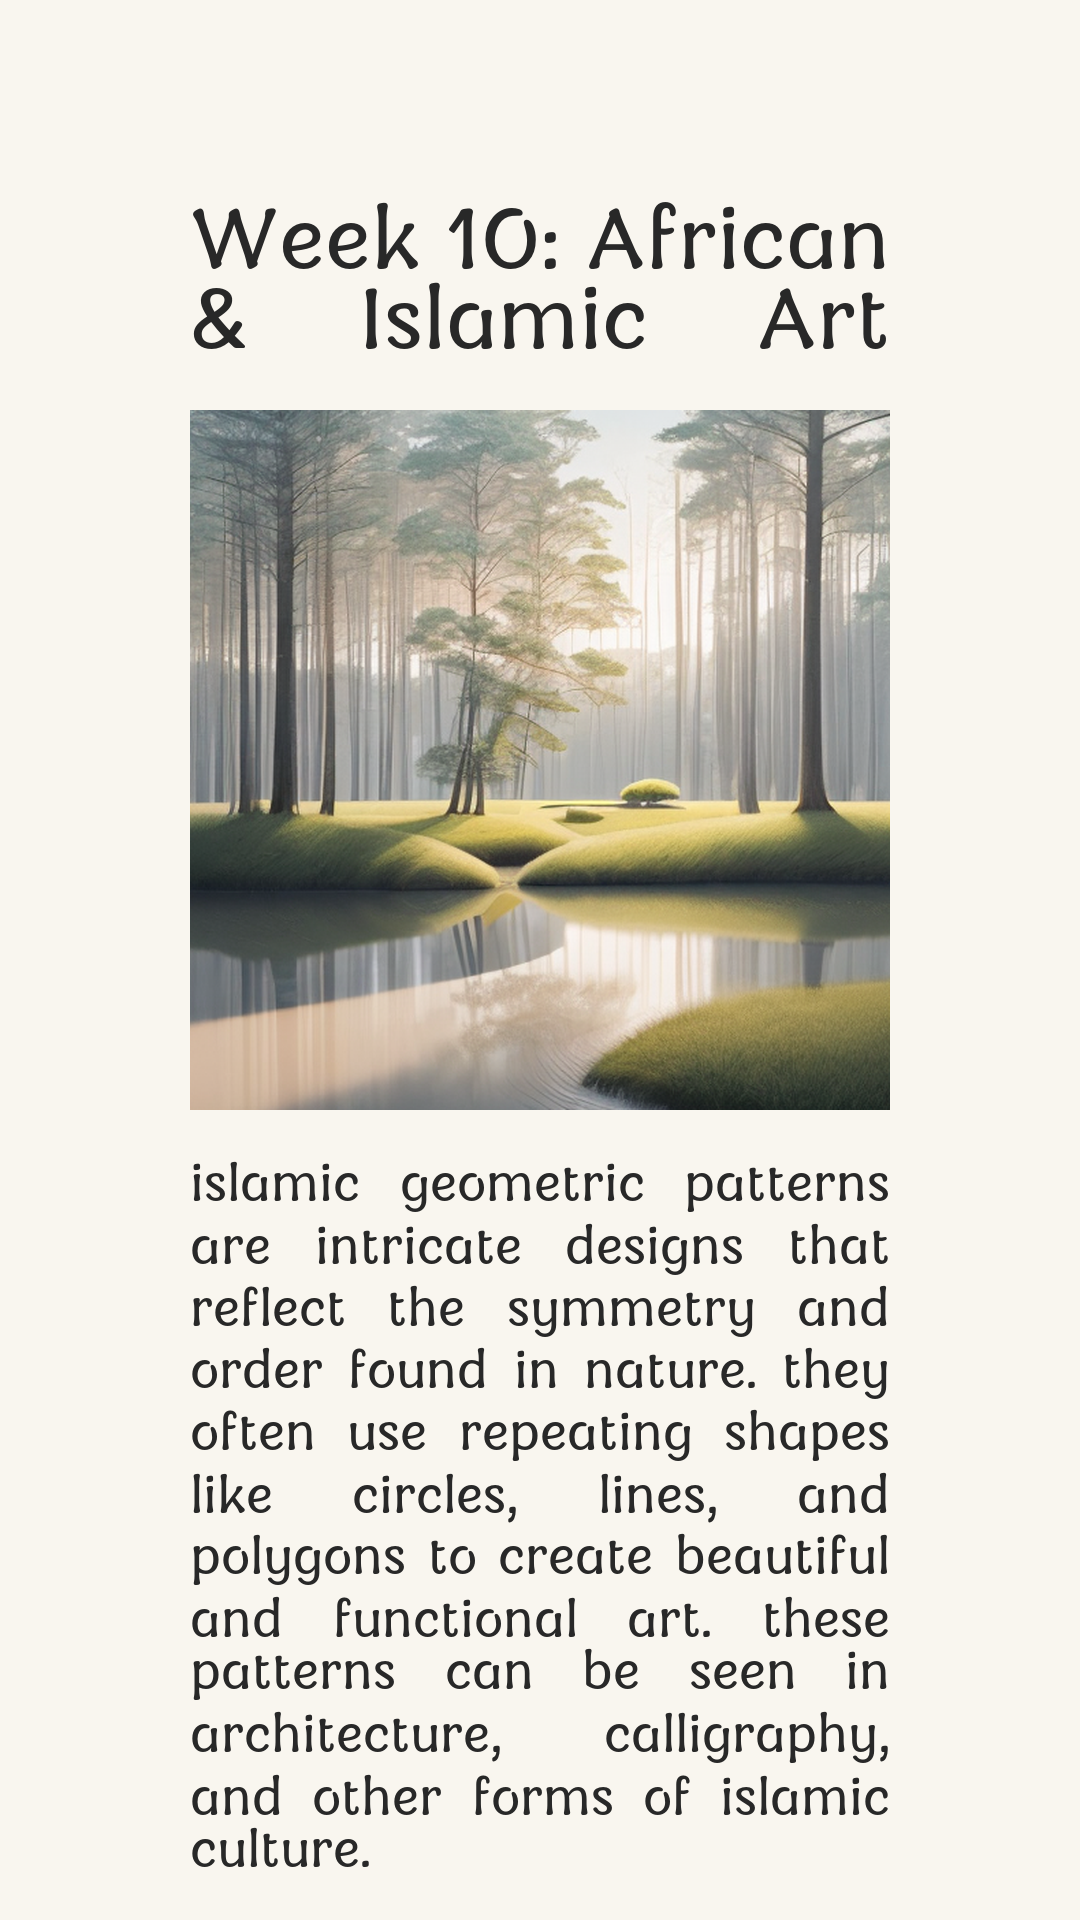 Week 10: African
& Islamic Art
islamic geometric patterns
are intricate designs that
reflect the symmetry and
order found in nature. they
often use repeating shapes
like circles, lines, and
polygons to create beautiful
and functional art. these
patterns can be seen in
architecture, calligraphy,
and other forms of islamic
culture.